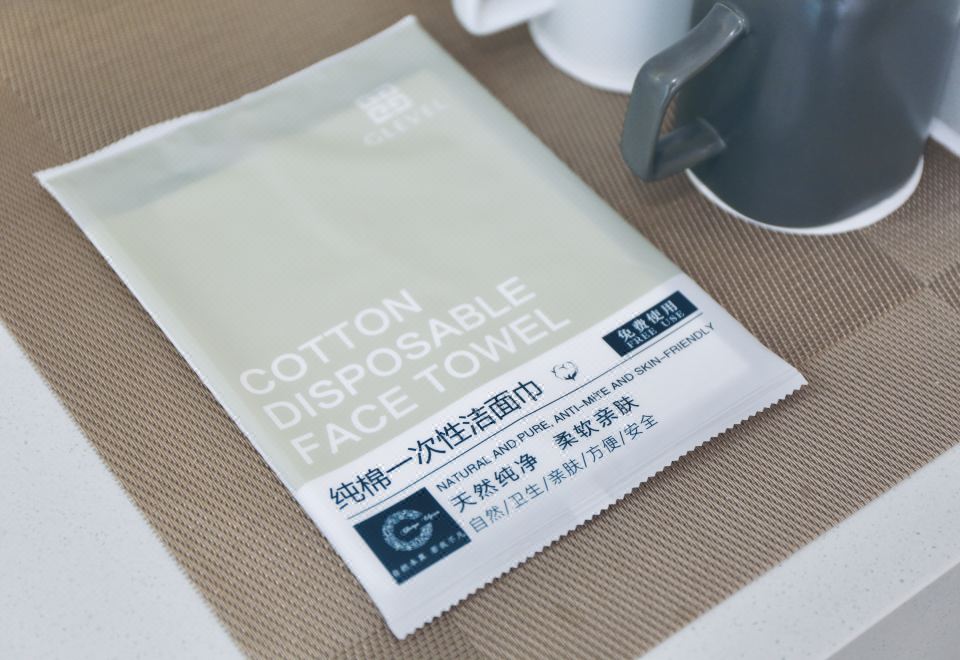 GLEVEL
COTTON
DISPOSABLE
FACE TOWEL
免费使用
FREE USE
纯棉一次性洁面巾
NATURAL AND PURE, ANTI-MITE AND SKIN-FRIENDLY
天然纯净 柔软亲肤
自然/卫生/亲肤/方便/安全